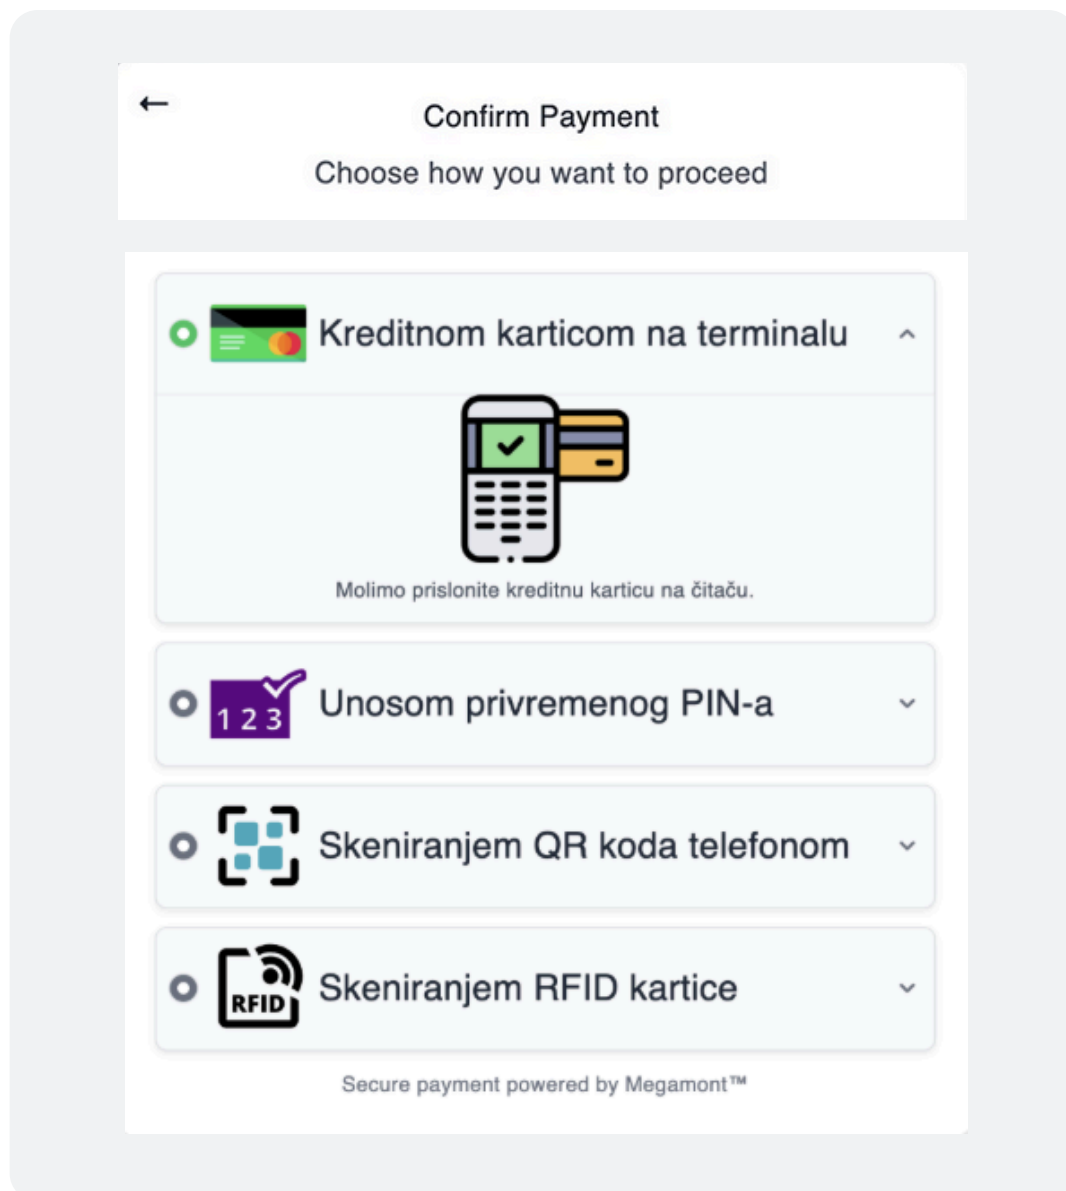 Confirm Payment
Choose how you want to proceed
Kreditnom karticom na terminalu
Molimo prislonite kreditnu karticu na čitaču.
1 2 3
Unosom privremenog PIN-a
Skeniranjem QR koda telefonom
RFID
Skeniranjem RFID kartice
Secure payment powered by Megamont™